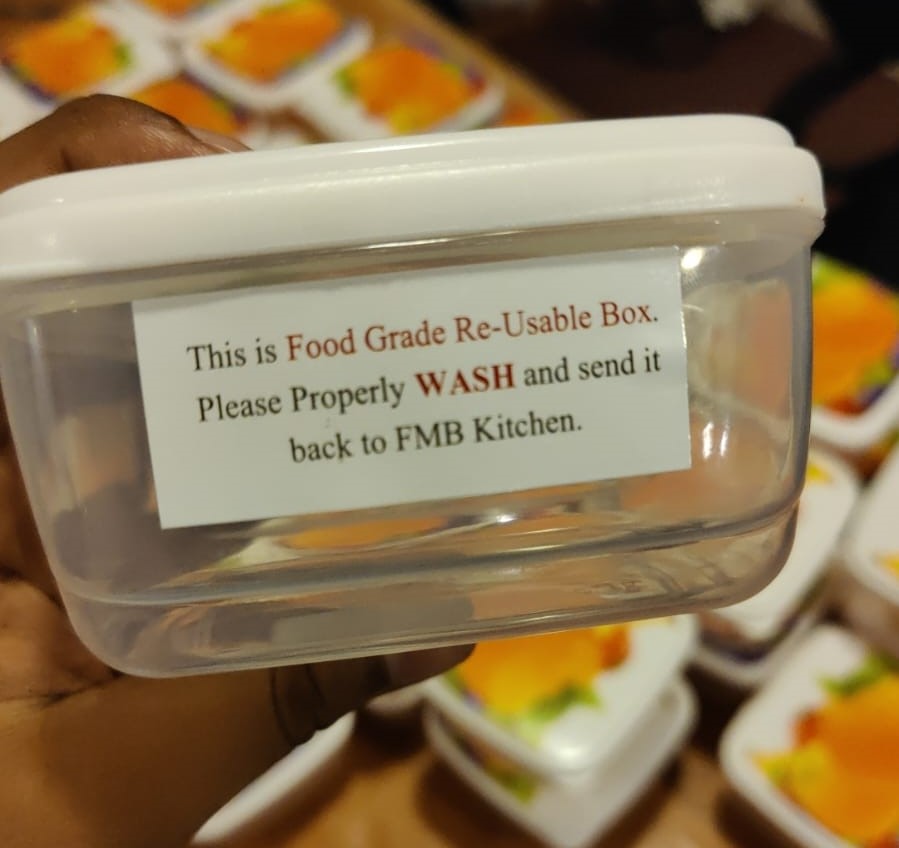 This is Food Grade Re-Usable Box.
Please Properly WASH and send it
back to FMB Kitchen.